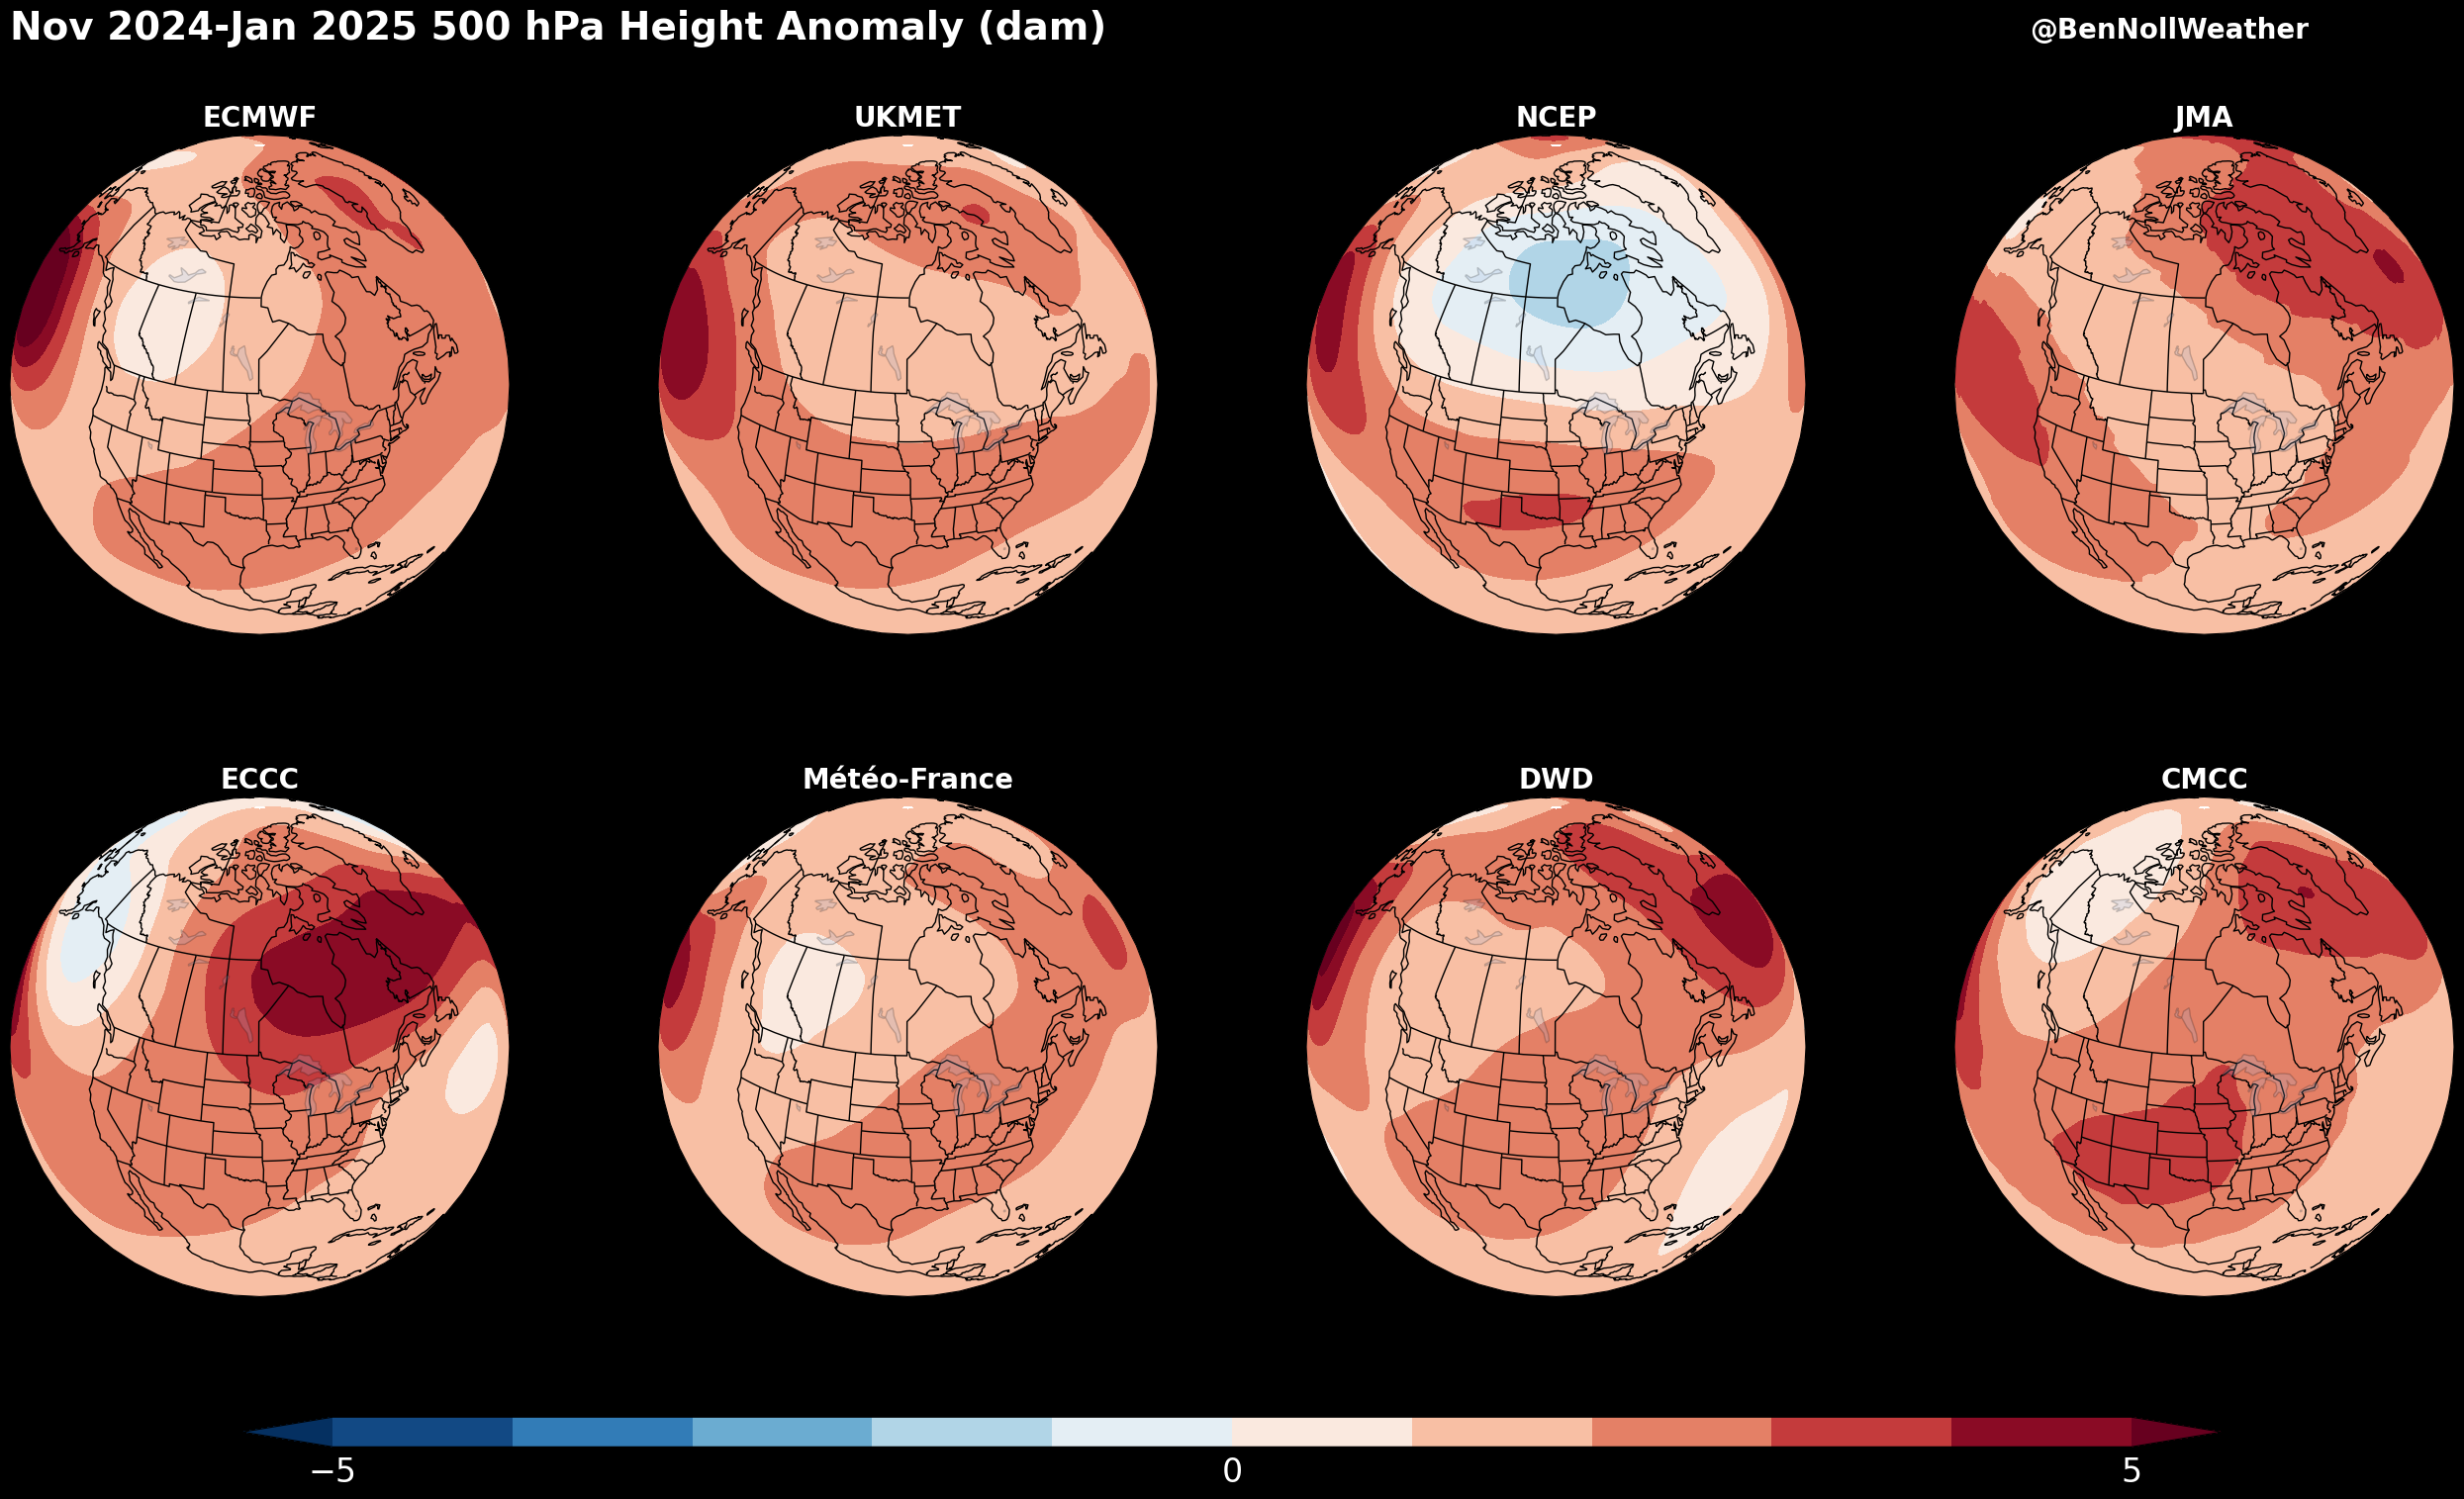 Nov 2024-Jan 2025 500 hPa Height Anomaly (dam)
@BenNollWeather
ECMWF
UKMET
NCEP
JMA
ECCC
Météo-France
DWD
CMCC
−5
0
5